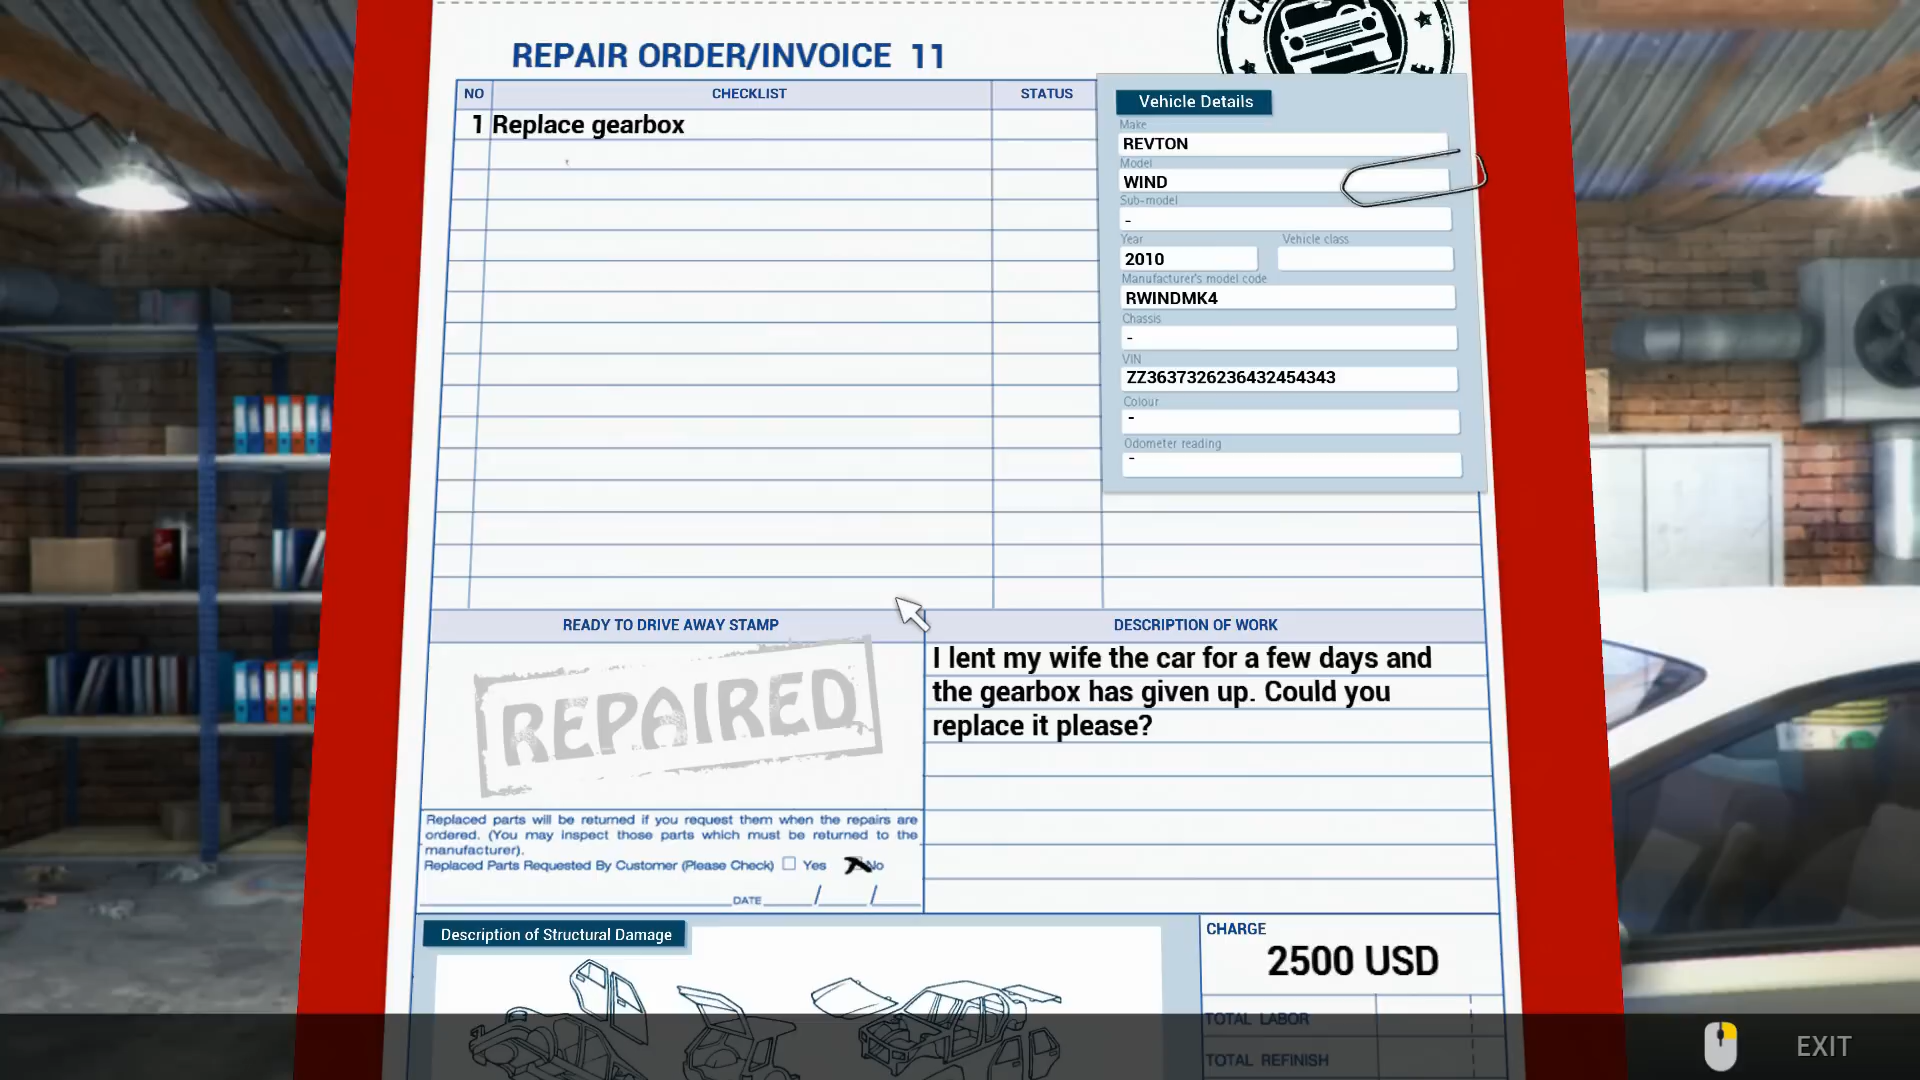 REPAIR ORDER/INVOICE 11
NO CHECKLIST STATUS
1 Replace gearbox
Vehicle Details
Make
REVTON
Model
WIND
Sub-model
-
Year Vehicle class
2010
Manufacturer's model code
RWINDMK4
Chassis
-
VIN
ZZ3637326236432454343
Colour
-
Odometer reading
-
READY TO DRIVE AWAY STAMP
REPAIRED
Replaced parts will be returned if you request them when the repairs are
ordered. (You may inspect those parts which must be returned to the
manufacturer).
Replaced Parts Requested By Customer (Please Check) Yes No
DATE / /
DESCRIPTION OF WORK
I lent my wife the car for a few days and
the gearbox has given up. Could you
replace it please?
Description of Structural Damage
CHARGE
2500 USD
TOTAL LABOR
TOTAL REFINISH
EXIT